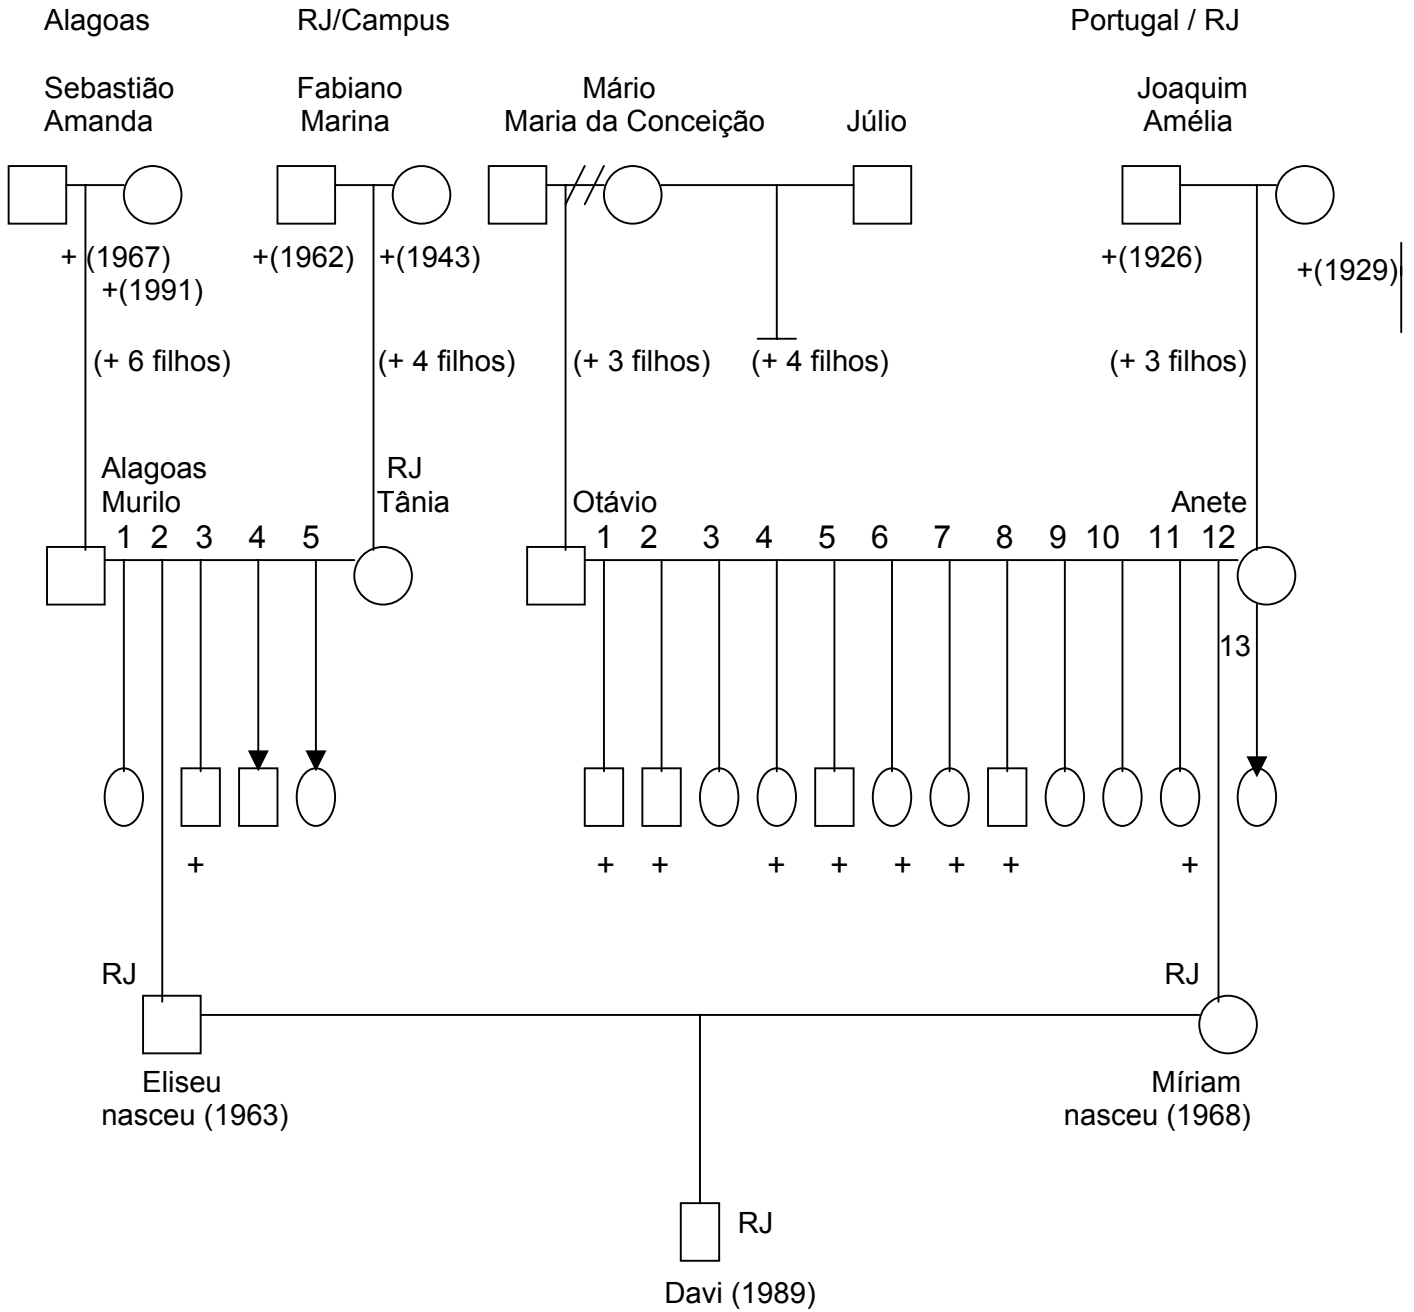 Alagoas RJ/Campus Portugal / RJ
Sebastião Fabiano Mário Joaquim
Amanda Marina Maria da Conceição Júlio Amélia
+ (1967) +(1962) +(1943) +(1926) +(1929)
+(1991)
(+ 6 filhos) (+ 4 filhos) (+ 3 filhos) (+ 4 filhos) (+ 3 filhos)
Alagoas RJ
Murilo Tânia Otávio Anete
1 2 3 4 5 1 2 3 4 5 6 7 8 9 10 11 12
13
+ + + + + + + + +
RJ RJ
Eliseu Míriam
nasceu (1963) nasceu (1968)
RJ
Davi (1989)